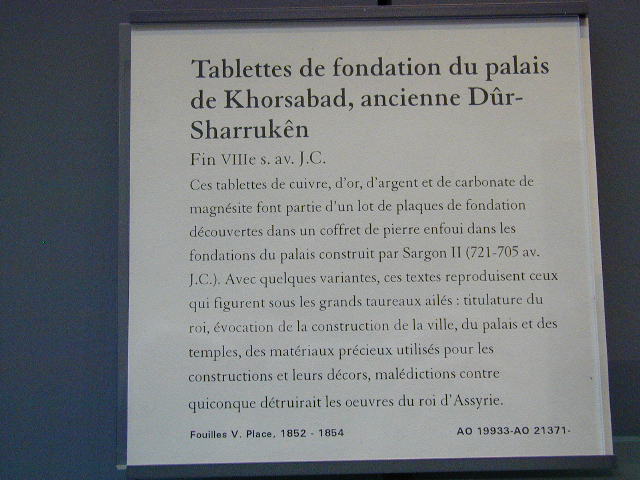 Tablettes de fondation du palais
de Khorsabad, ancienne Dûr-
Sharrukên
Fin VIIIe s. av. J.C.
Ces tablettes de cuivre, d'or, d'argent et de carbonate de
magnésite font partie d'un lot de plaques de fondation
découvertes dans un coffret de pierre enfoui dans les
fondations du palais construit par Sargon II (721-705 av.
J.C.). Avec quelques variantes, ces textes reproduisent ceux
qui figurent sous les grands taureaux ailés : titulature du
roi, évocation de la construction de la ville, du palais et des
temples, des matériaux précieux utilisés pour les
constructions et leurs décors, malédictions contre
quiconque détruirait les oeuvres du roi d'Assyrie.
Fouilles V. Place, 1852 - 1854
AO 19933-AO 21371-